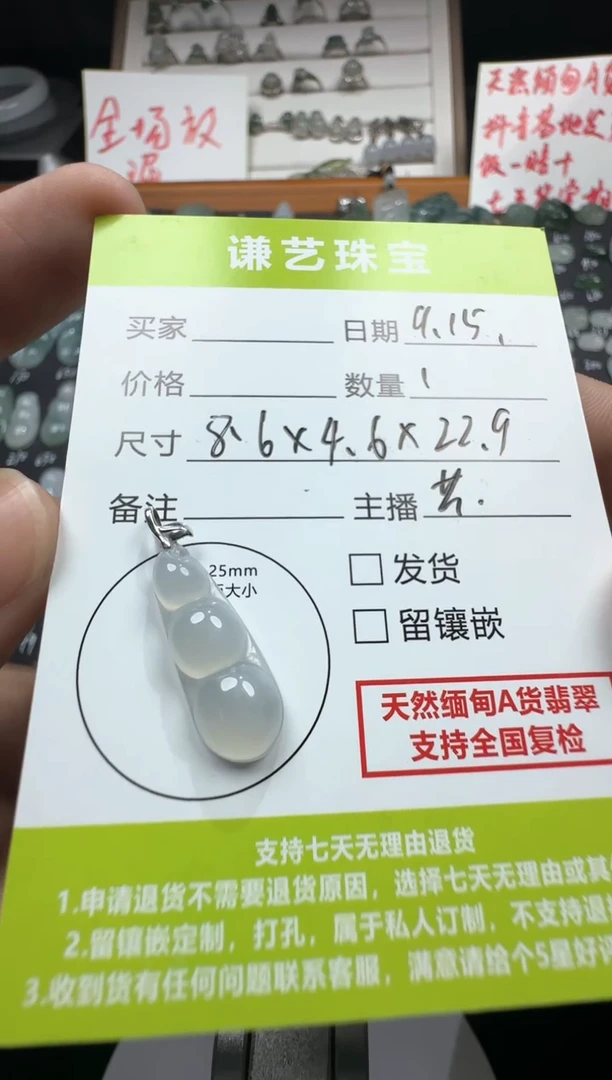 全场放
天然缅甸A货
假一赔十
谦艺珠宝
买家 日期 9.15.
价格 数量 1
尺寸 8.6×4.6×22.9
备注 主播
25mm
大小
发货
留镶嵌
天然缅甸A货翡翠
支持全国复检
支持七天无理由退货
1.申请退货不需要退货原因，选择七天无理由或其
2.留镶嵌定制，打孔，属于私人订制，不支持退
3.收到货有任何问题联系客服，满意请给个5星好评